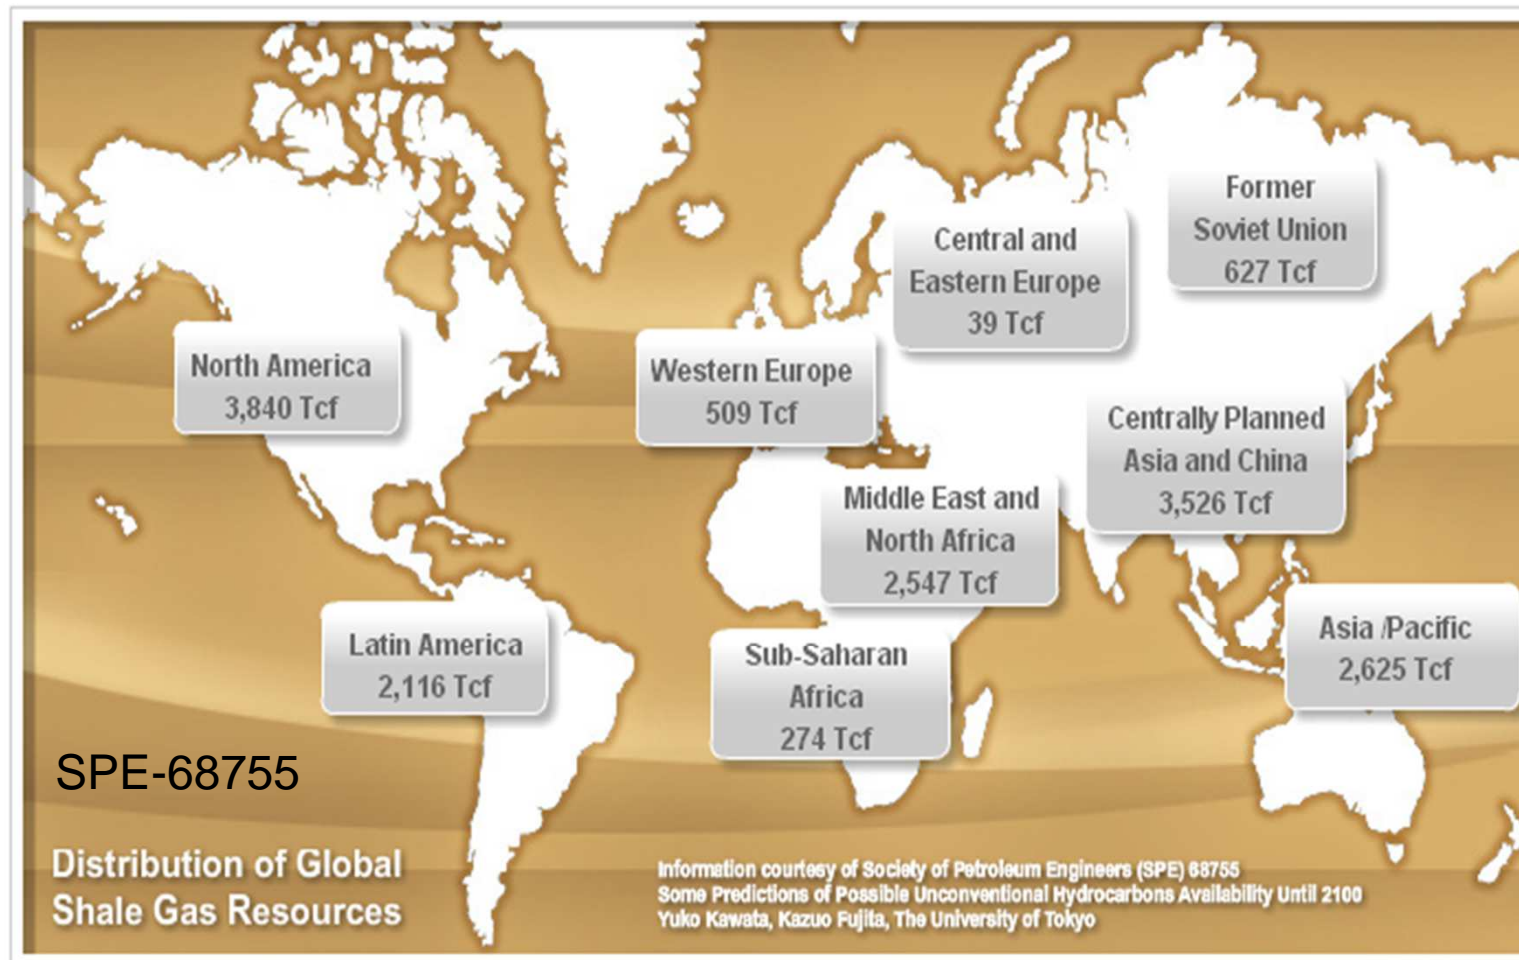 Former
Soviet Union
627 Tcf
Central and
Eastern Europe
39 Tcf
North America
3,840 Tcf
Western Europe
509 Tcf
Centrally Planned
Asia and China
3,526 Tcf
Middle East and
North Africa
2,547 Tcf
Asia /Pacific
2,625 Tcf
Latin America
2,116 Tcf
Sub-Saharan
Africa
274 Tcf
SPE-68755
Distribution of Global
Shale Gas Resources
Information courtesy of Society of Petroleum Engineers (SPE) 68755
Some Predictions of Possible Unconventional Hydrocarbons Availability Until 2100
Yuko Kawata, Kazuo Fujita, The University of Tokyo